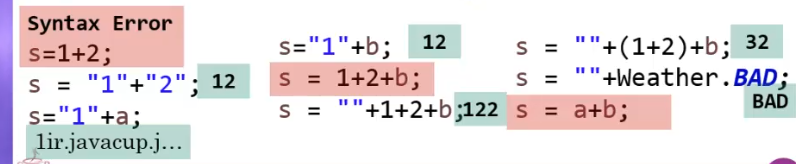 Syntax Error
s=1+2;
s = "1"+"2"; 12
s="1"+a;
1ir.javacup.j...
s="1"+b; 12
s = 1+2+b;
s = ""+1+2+b; 122
s = ""+(1+2)+b; 32
s = ""+Weather.BAD;
BAD
s = a+b;